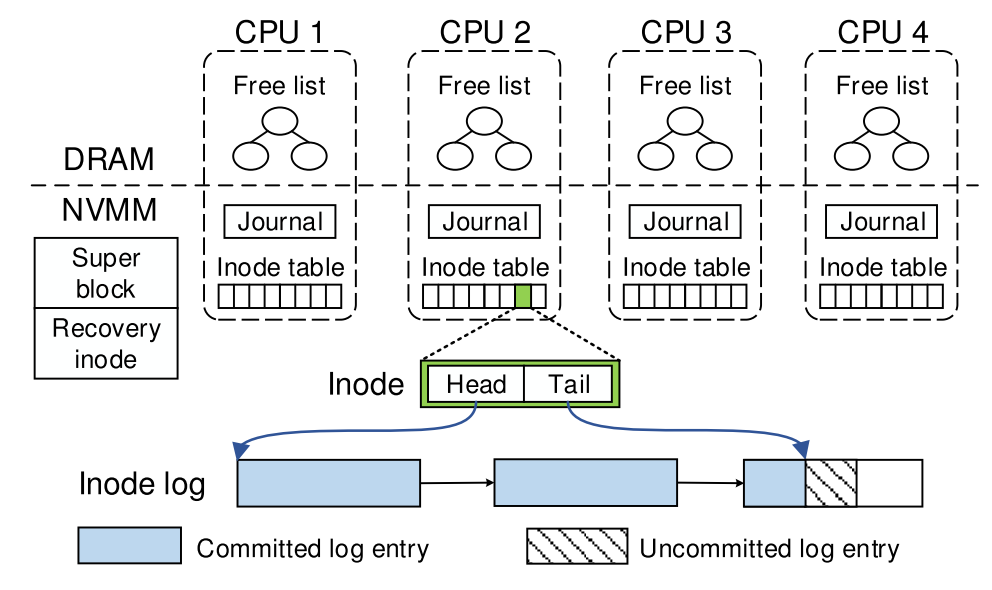 CPU 1 CPU 2 CPU 3 CPU 4
Free list Free list Free list Free list
DRAM
NVMM
Journal Journal Journal Journal
Super
block
Inode table Inode table Inode table Inode table
Recovery
inode
Inode Head Tail
Inode log
Committed log entry Uncommitted log entry